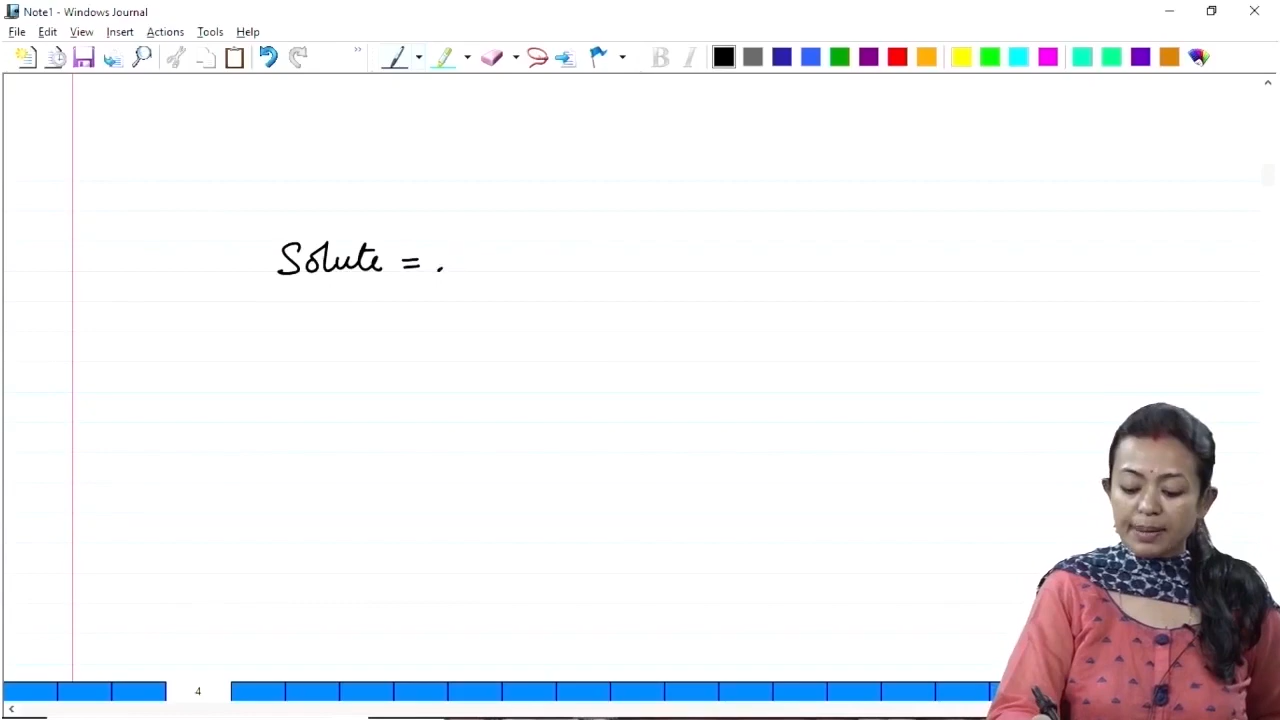 Note1 - Windows Journal
File Edit View Insert Actions Tools Help
B I
Solute = .
4